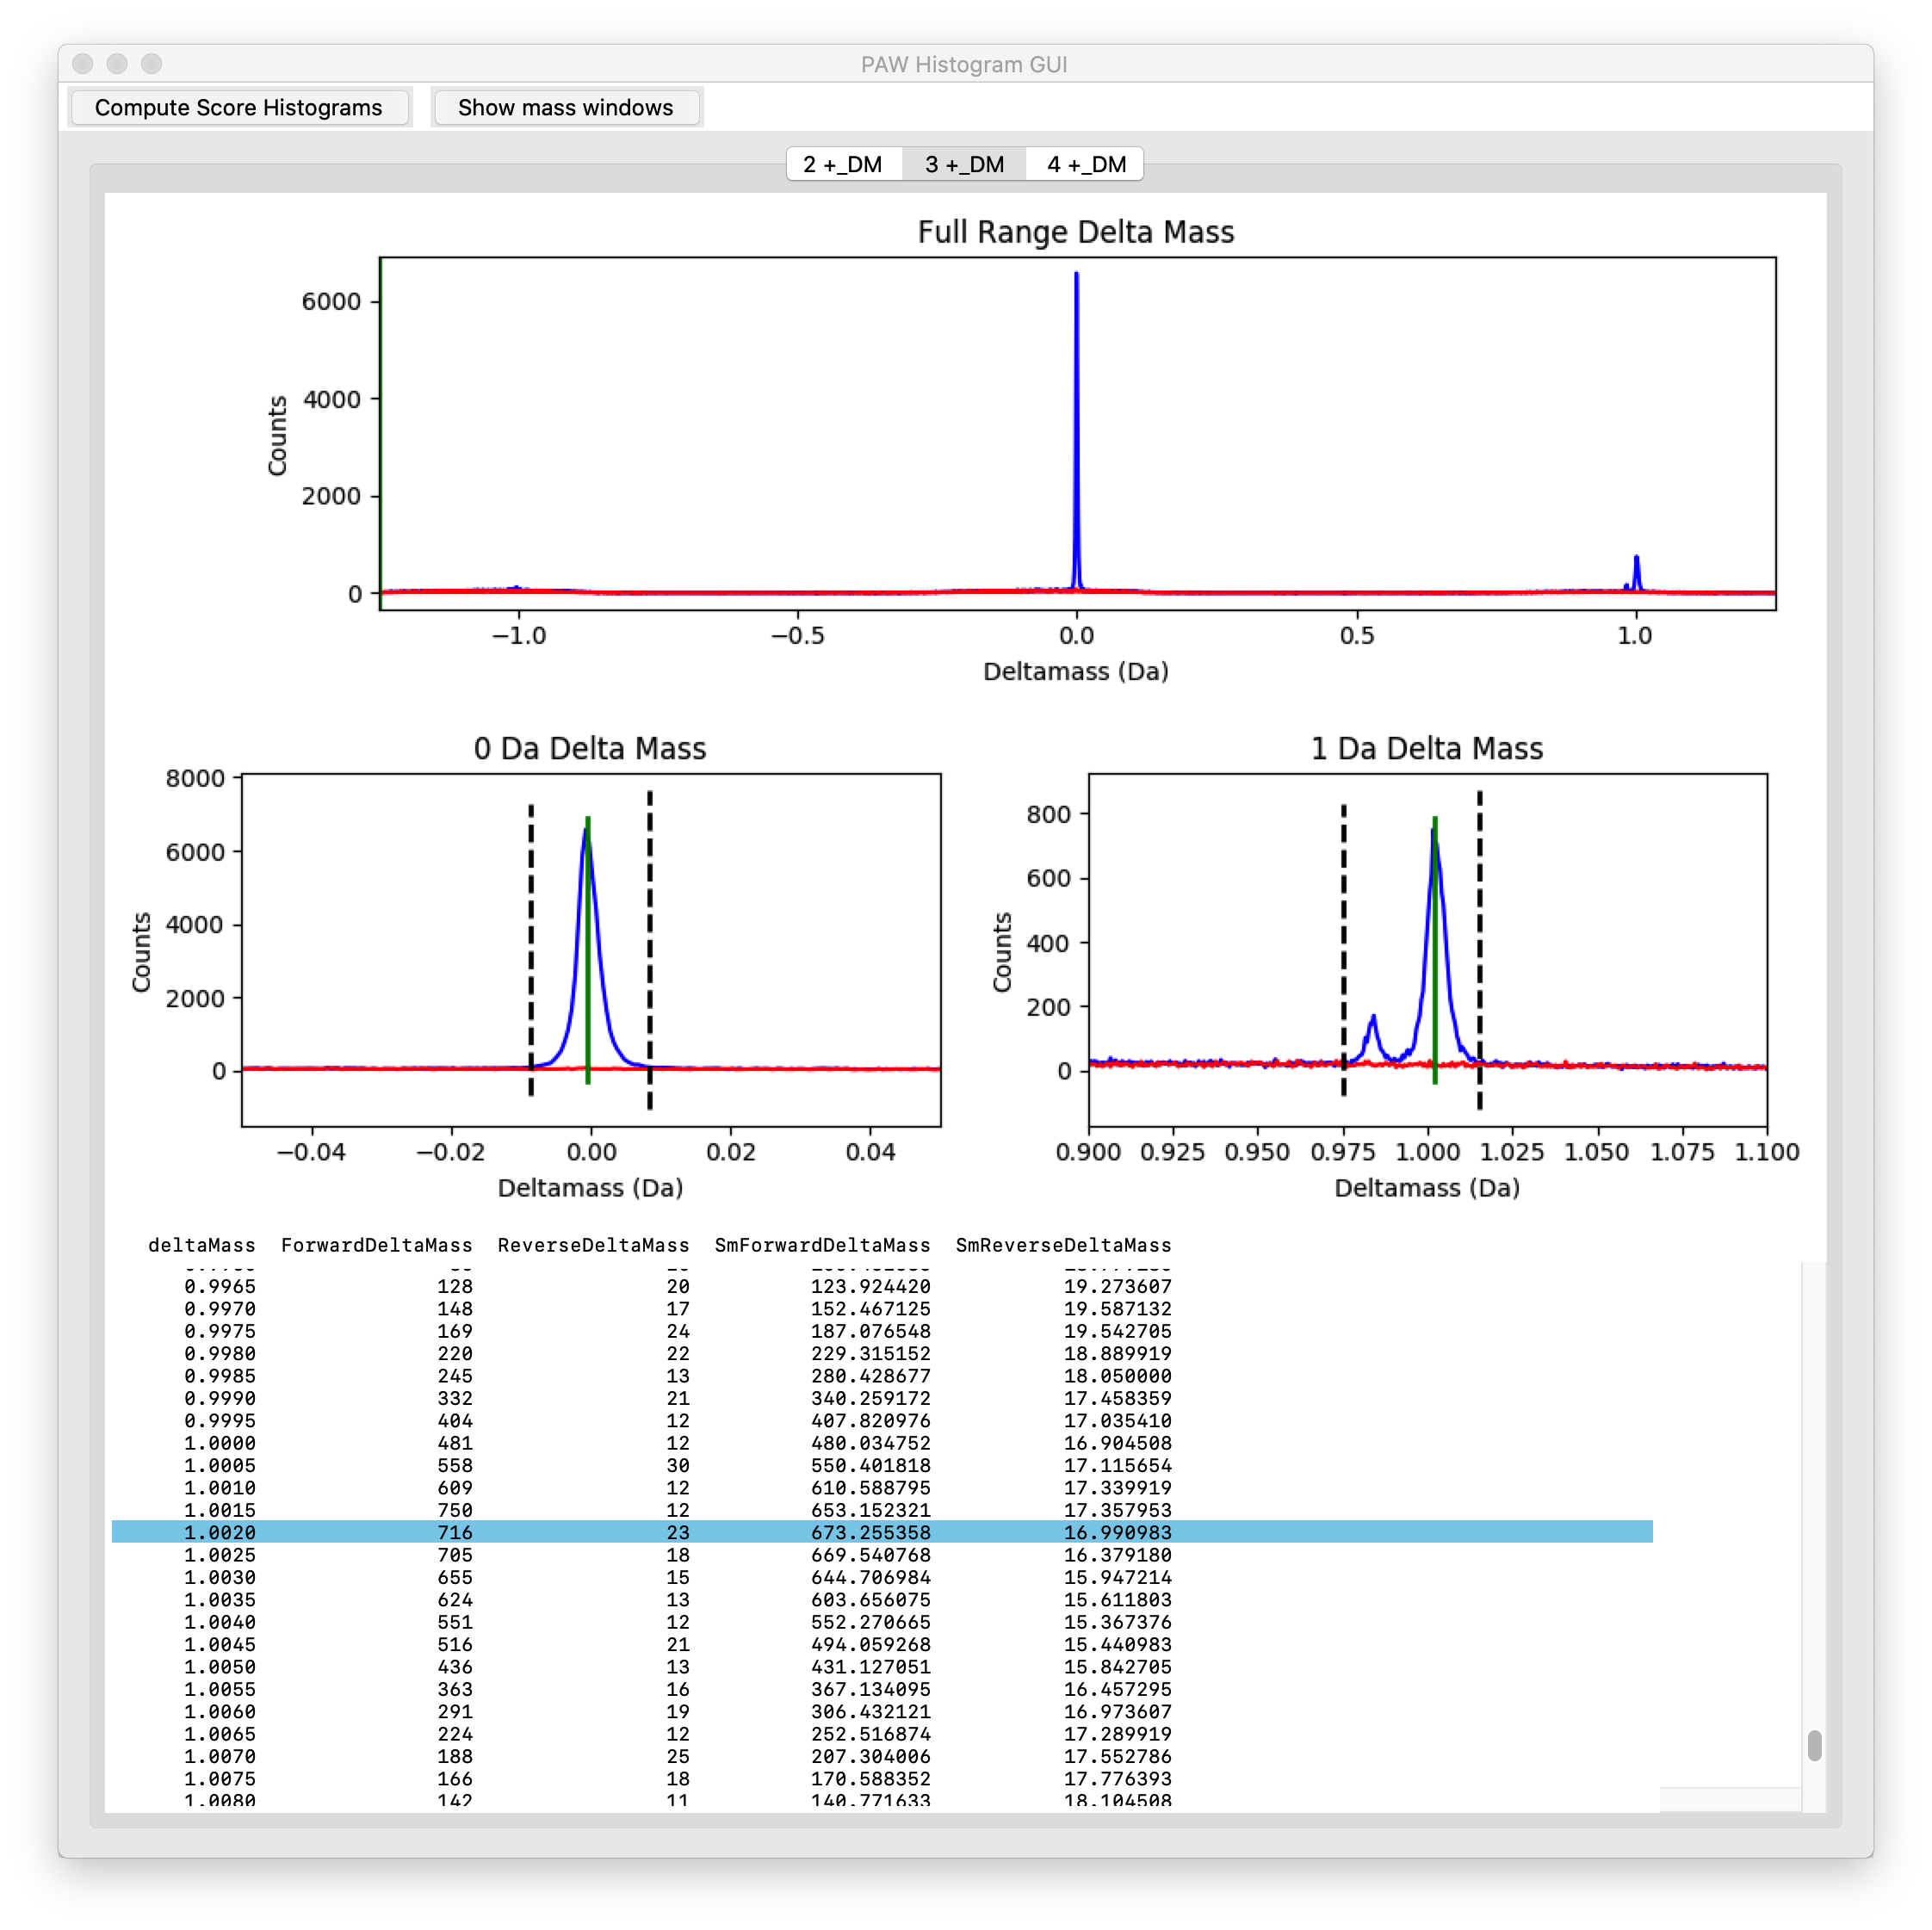 PAW Histogram GUI
Compute Score Histograms Show mass windows
2 +_DM 3 +_DM 4 +_DM
Full Range Delta Mass
6000
4000
2000
0
Counts
−1.0 −0.5 0.0 0.5 1.0
Deltamass (Da)
0 Da Delta Mass
8000
6000
4000
2000
0
Counts
−0.04 −0.02 0.00 0.02 0.04
Deltamass (Da)
1 Da Delta Mass
800
600
400
200
0
Counts
0.900 0.925 0.950 0.975 1.000 1.025 1.050 1.075 1.100
Deltamass (Da)
deltaMass ForwardDeltaMass ReverseDeltaMass SmForwardDeltaMass SmReverseDeltaMass
0.9965 128 20 123.924420 19.273607
0.9970 148 17 152.467125 19.587132
0.9975 169 24 187.076548 19.542705
0.9980 220 22 229.315152 18.889919
0.9985 245 13 280.428677 18.050000
0.9990 332 21 340.259172 17.458359
0.9995 404 12 407.820976 17.035410
1.0000 481 12 480.034752 16.904508
1.0005 558 30 550.401818 17.115654
1.0010 609 12 610.588795 17.339919
1.0015 750 12 653.152321 17.357953
1.0020 716 23 673.255358 16.990983
1.0025 705 18 669.540768 16.379180
1.0030 655 15 644.706984 15.947214
1.0035 624 13 603.656075 15.611803
1.0040 551 12 552.270665 15.367376
1.0045 516 21 494.059268 15.440983
1.0050 436 13 431.127051 15.842705
1.0055 363 16 367.134095 16.457295
1.0060 291 19 306.432121 16.973607
1.0065 224 12 252.516874 17.289919
1.0070 188 25 207.304006 17.552786
1.0075 166 18 170.588352 17.776393
1.0080 142 11 140.771633 18.104508